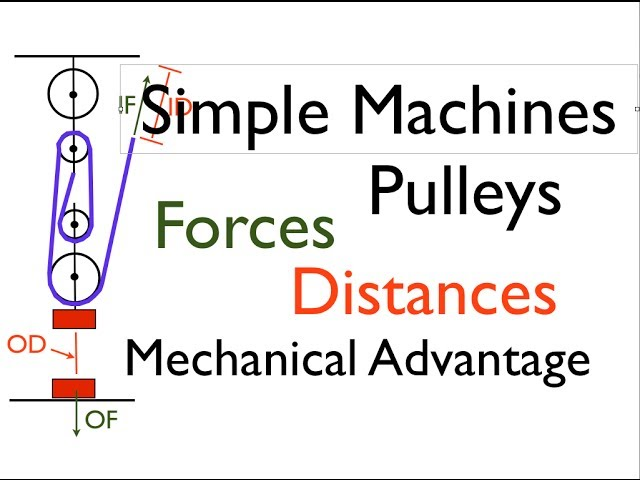 IF
ID
Simple Machines
Pulleys
Forces
Distances
OD
Mechanical Advantage
OF